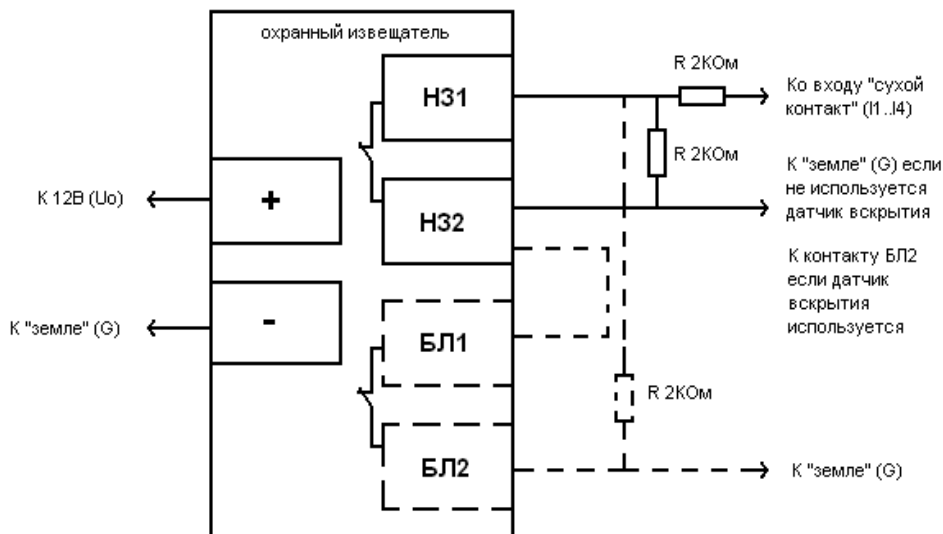 охранный извещатель
НЗ1
R 2КОм
Ко входу "сухой
контакт" (I1..I4)
R 2КОм
К 12В (Uo)
+
НЗ2
К "земле" (G) если
не используется
датчик вскрытия
К контакту БЛ2
если датчик
вскрытия
используется
К "земле" (G)
-
БЛ1
R 2КОм
БЛ2
К "земле" (G)